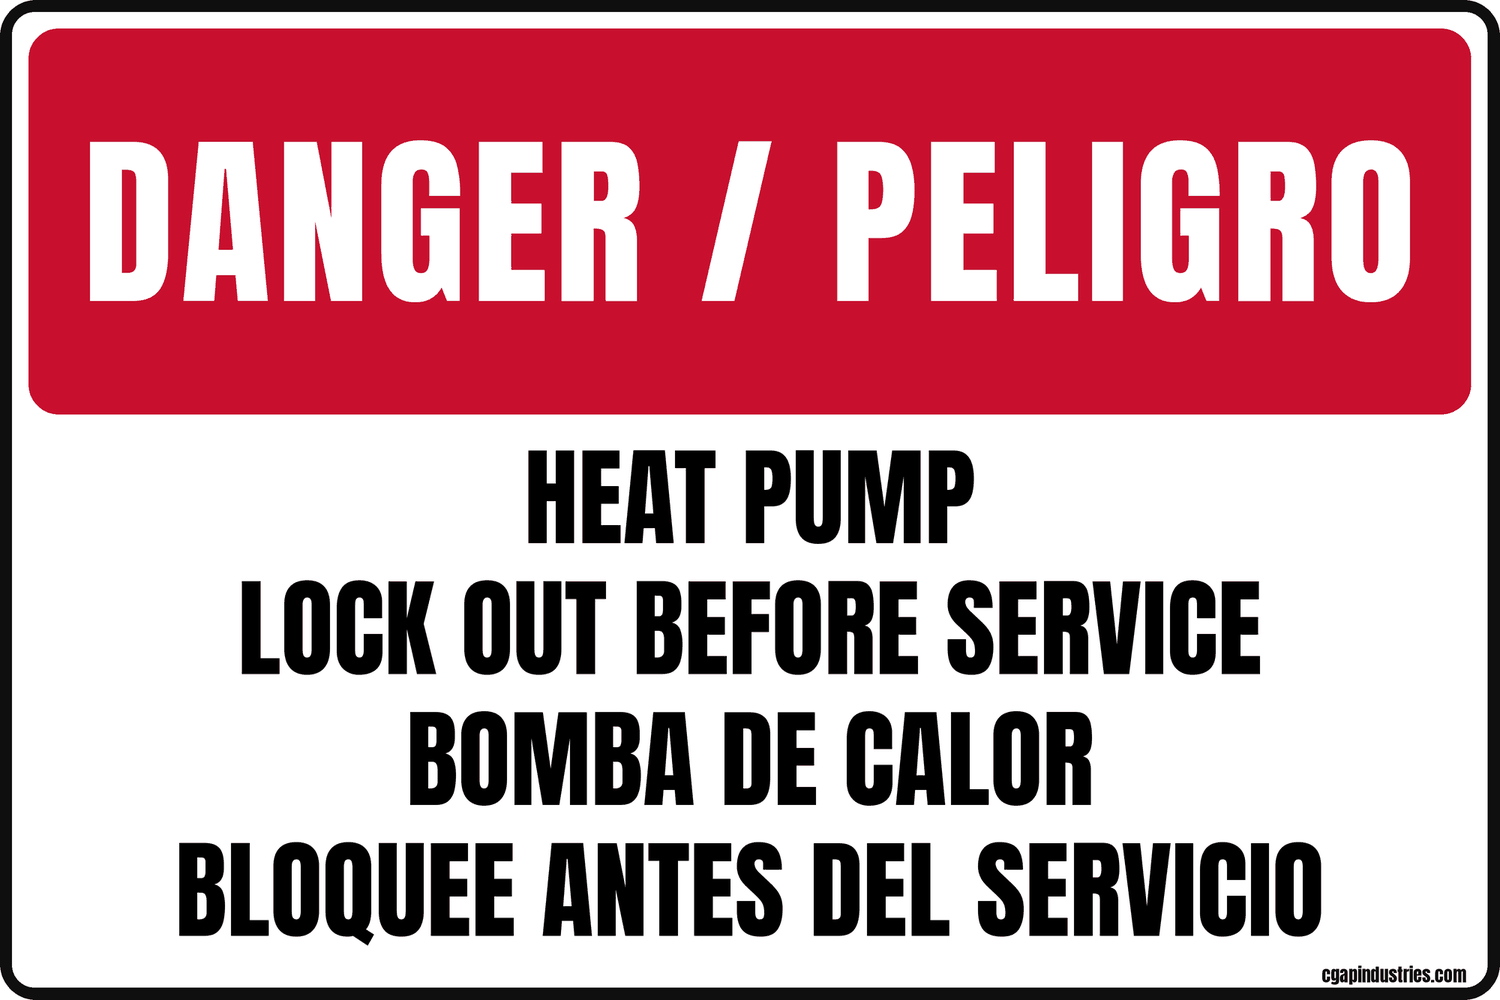 DANGER / PELIGRO
HEAT PUMP
LOCK OUT BEFORE SERVICE
BOMBA DE CALOR
BLOQUEE ANTES DEL SERVICIO
cgapindustries.com